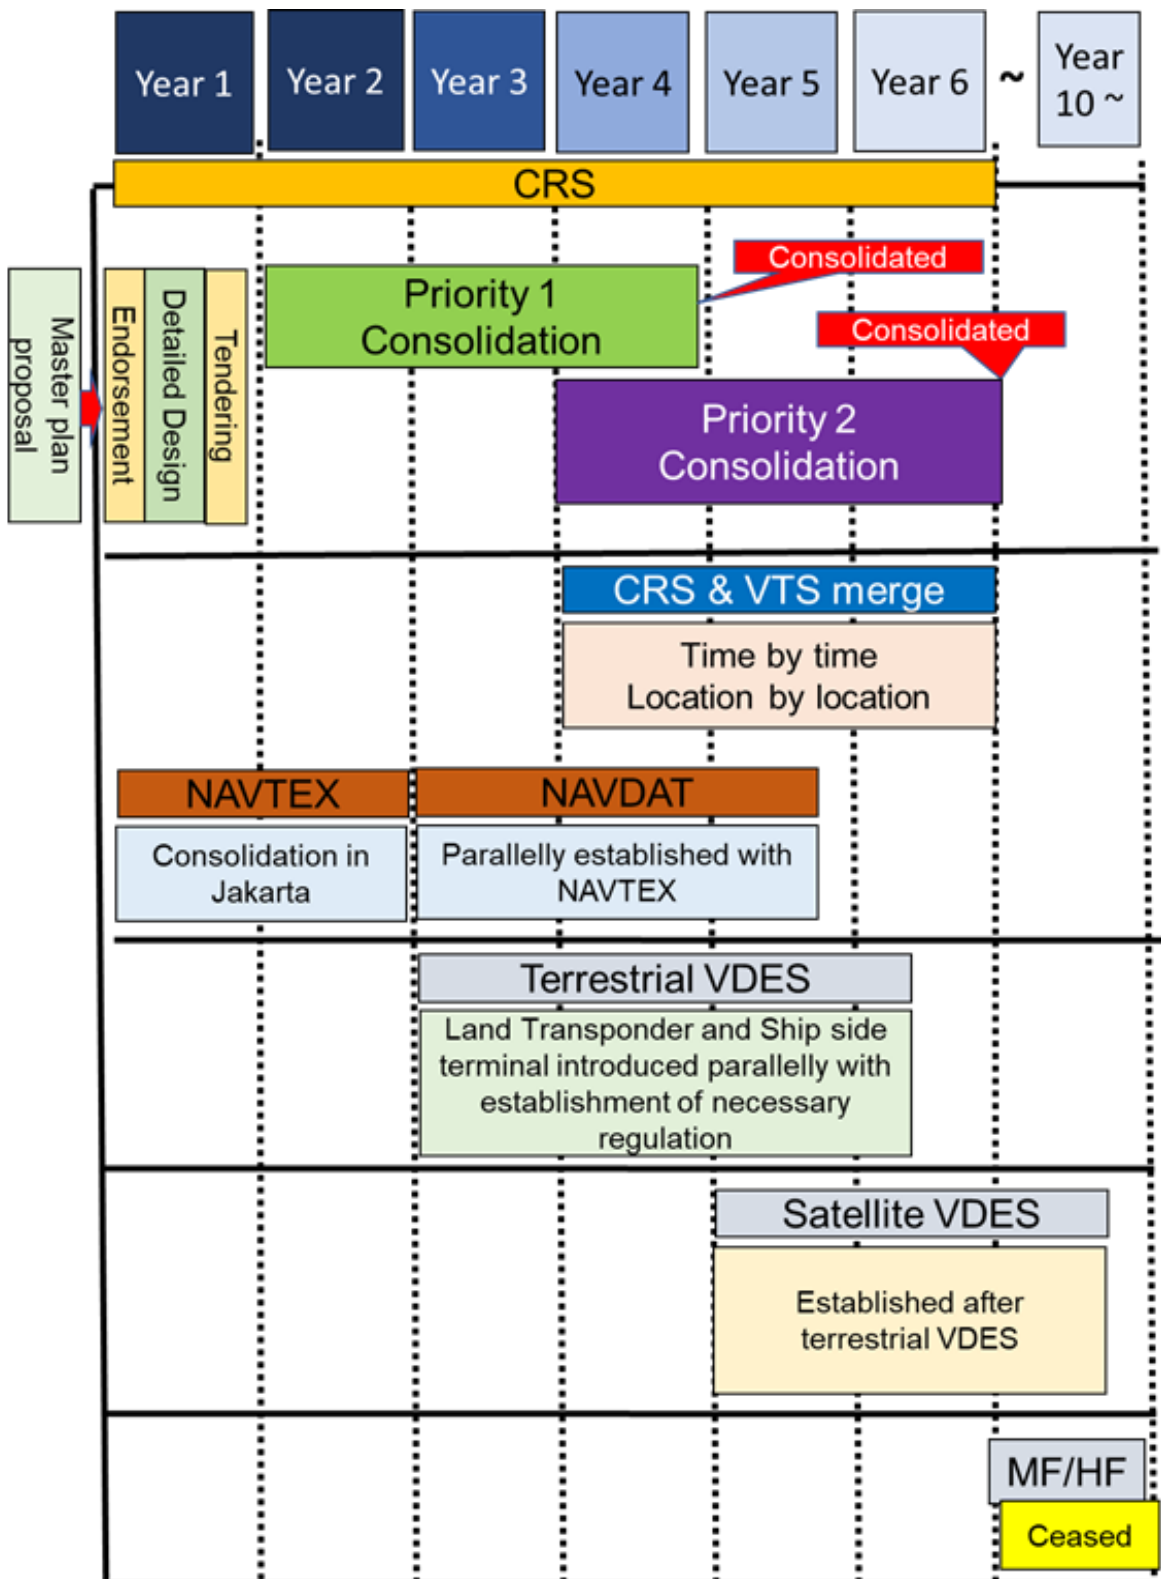 Year 1
Year 2
Year 3
Year 4
Year 5
Year 6
~
Year
10 ~
CRS
Master plan
proposal
Endorsement
Detailed Design
Tendering
Priority 1
Consolidation
Consolidated
Consolidated
Priority 2
Consolidation
CRS & VTS merge
Time by time
Location by location
NAVTEX
NAVDAT
Consolidation in
Jakarta
Parallelly established with
NAVTEX
Terrestrial VDES
Land Transponder and Ship side
terminal introduced parallelly with
establishment of necessary
regulation
Satellite VDES
Established after
terrestrial VDES
MF/HF
Ceased